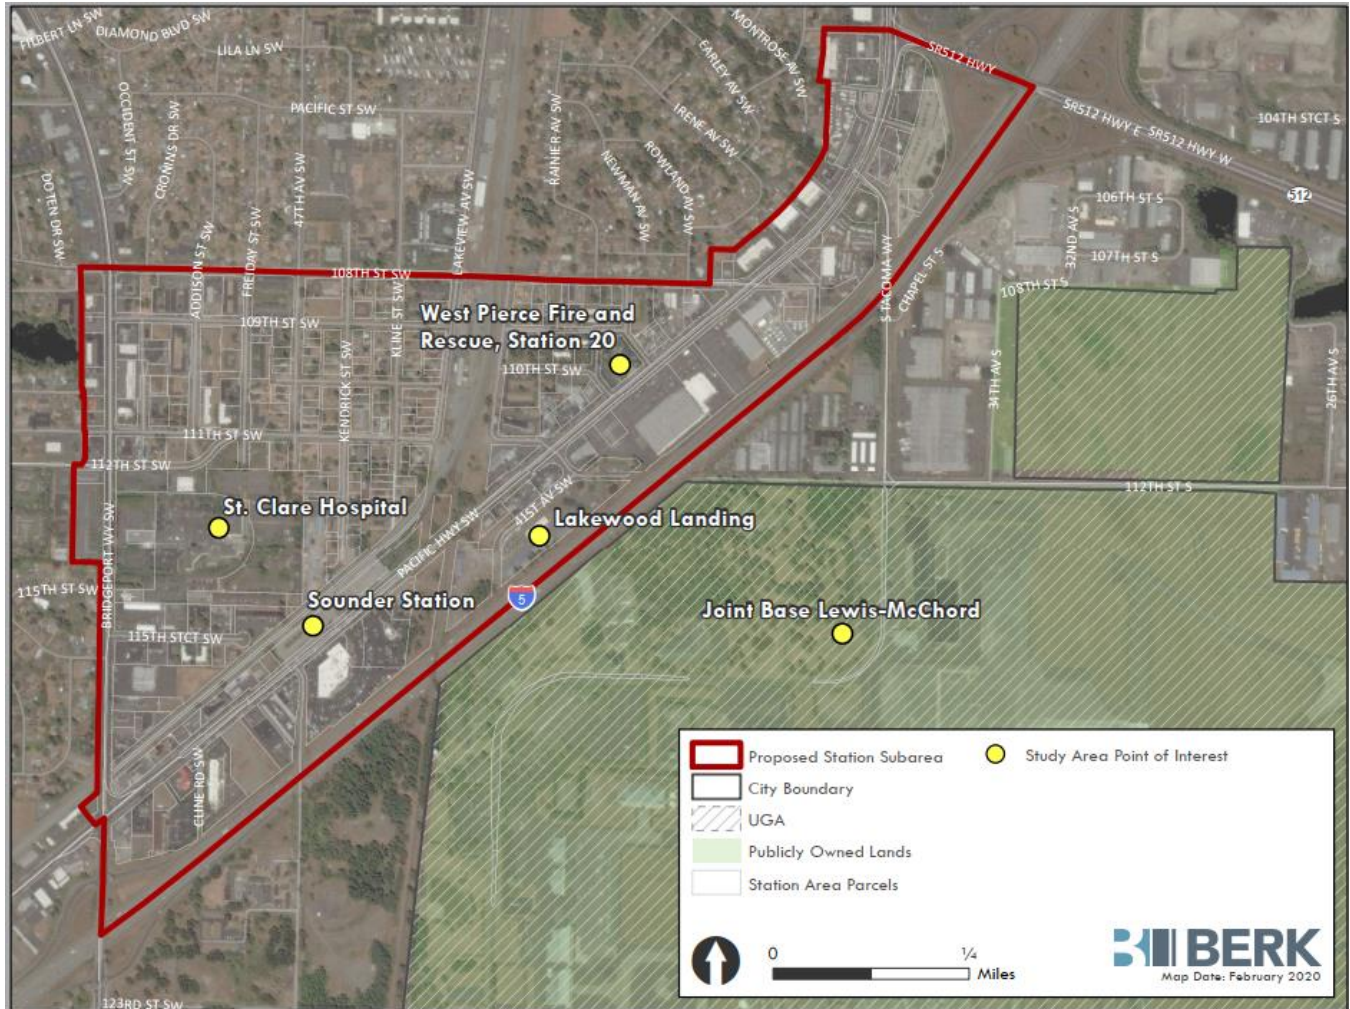 FILBERT LN SW
DIAMOND BLVD SW
LILA LN SW
MONTROSE AV SW
EARLEY AV SW
SR512 HWY
OCCIDENT ST SW
CRONINS DR SW
PACIFIC ST SW
47TH AV SW
LAKEVIEW AV SW
RAINIER AV SW
IRENE AV SW
ROWLAND AV SW
NEWMAN AV SW
SR512 HWY E
SR512 HWY W
104TH STCT S
512
DOTEN DR SW
ADDISON ST SW
FREIDAY ST SW
106TH ST S
32ND AV S
107TH ST S
108TH ST S
108TH ST SW
S TACOMA WY
CHAPEL ST S
109TH ST SW
KLINE ST SW
KENDRICK ST SW
West Pierce Fire and
Rescue, Station 20
110TH ST SW
34TH AV S
26TH AV S
111TH ST SW
112TH ST SW
112TH ST S
St. Clare Hospital
41ST AV SW
Lakewood Landing
PACIFIC HWY SW
BRIDGEPORT WY SW
115TH ST SW
5
Sounder Station
Joint Base Lewis-McChord
115TH STCT SW
CLINE RD SW
123RD ST SW
Proposed Station Subarea
Study Area Point of Interest
City Boundary
UGA
Publicly Owned Lands
Station Area Parcels
0
¼
Miles
BERK
Map Date: February 2020